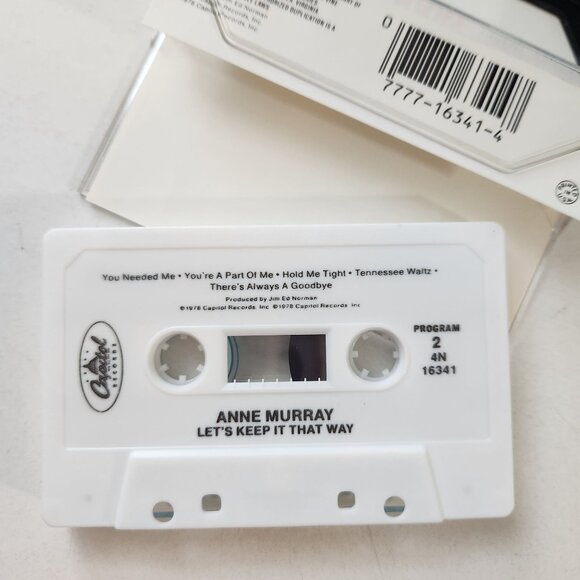 0
7777-16341-4
PRINTED IN U.S.A.
You Needed Me • You're A Part Of Me • Hold Me Tight • Tennessee Waltz •
There's Always A Goodbye
Produced by Jim Ed Norman
©1978 Capitol Records, Inc. ℗1978 Capitol Records, Inc.
Capitol
RECORDS
PROGRAM
2
4N
16341
ANNE MURRAY
LET'S KEEP IT THAT WAY